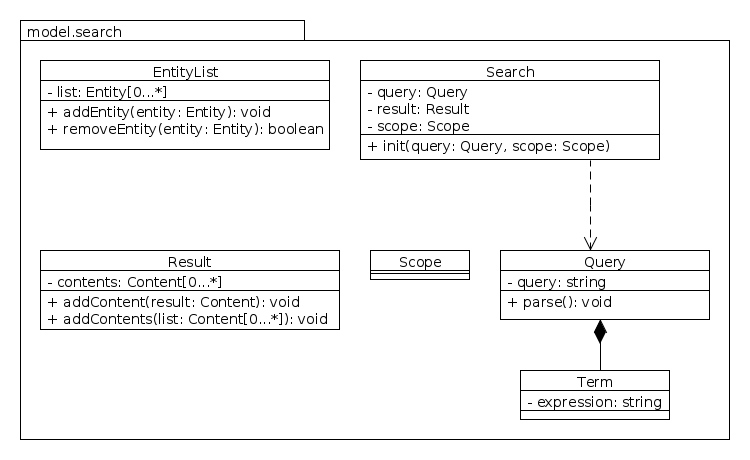 model.search
EntityList
- list: Entity[0...*]
+ addEntity(entity: Entity): void
+ removeEntity(entity: Entity): boolean
Search
- query: Query
- result: Result
- scope: Scope
+ init(query: Query, scope: Scope)
Result
- contents: Content[0...*]
+ addContent(result: Content): void
+ addContents(list: Content[0...*]): void
Scope
Query
- query: string
+ parse(): void
Term
- expression: string